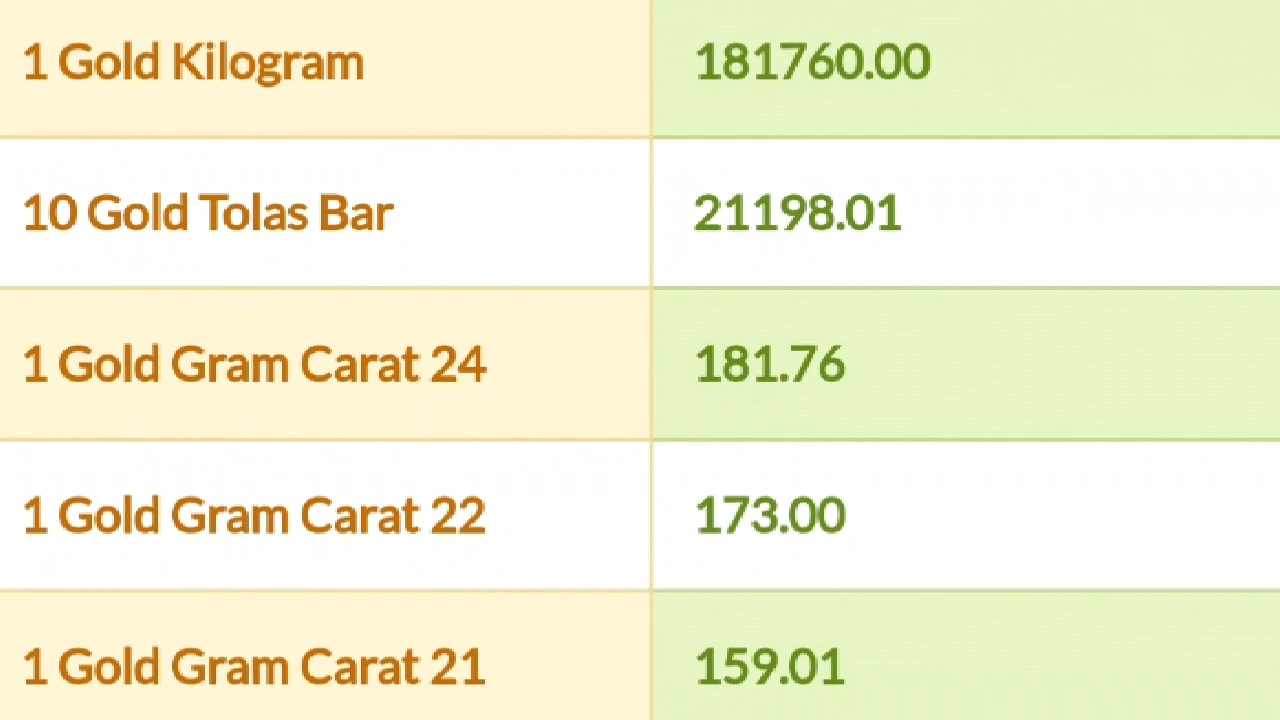 1 Gold Kilogram 181760.00
10 Gold Tolas Bar 21198.01
1 Gold Gram Carat 24 181.76
1 Gold Gram Carat 22 173.00
1 Gold Gram Carat 21 159.01